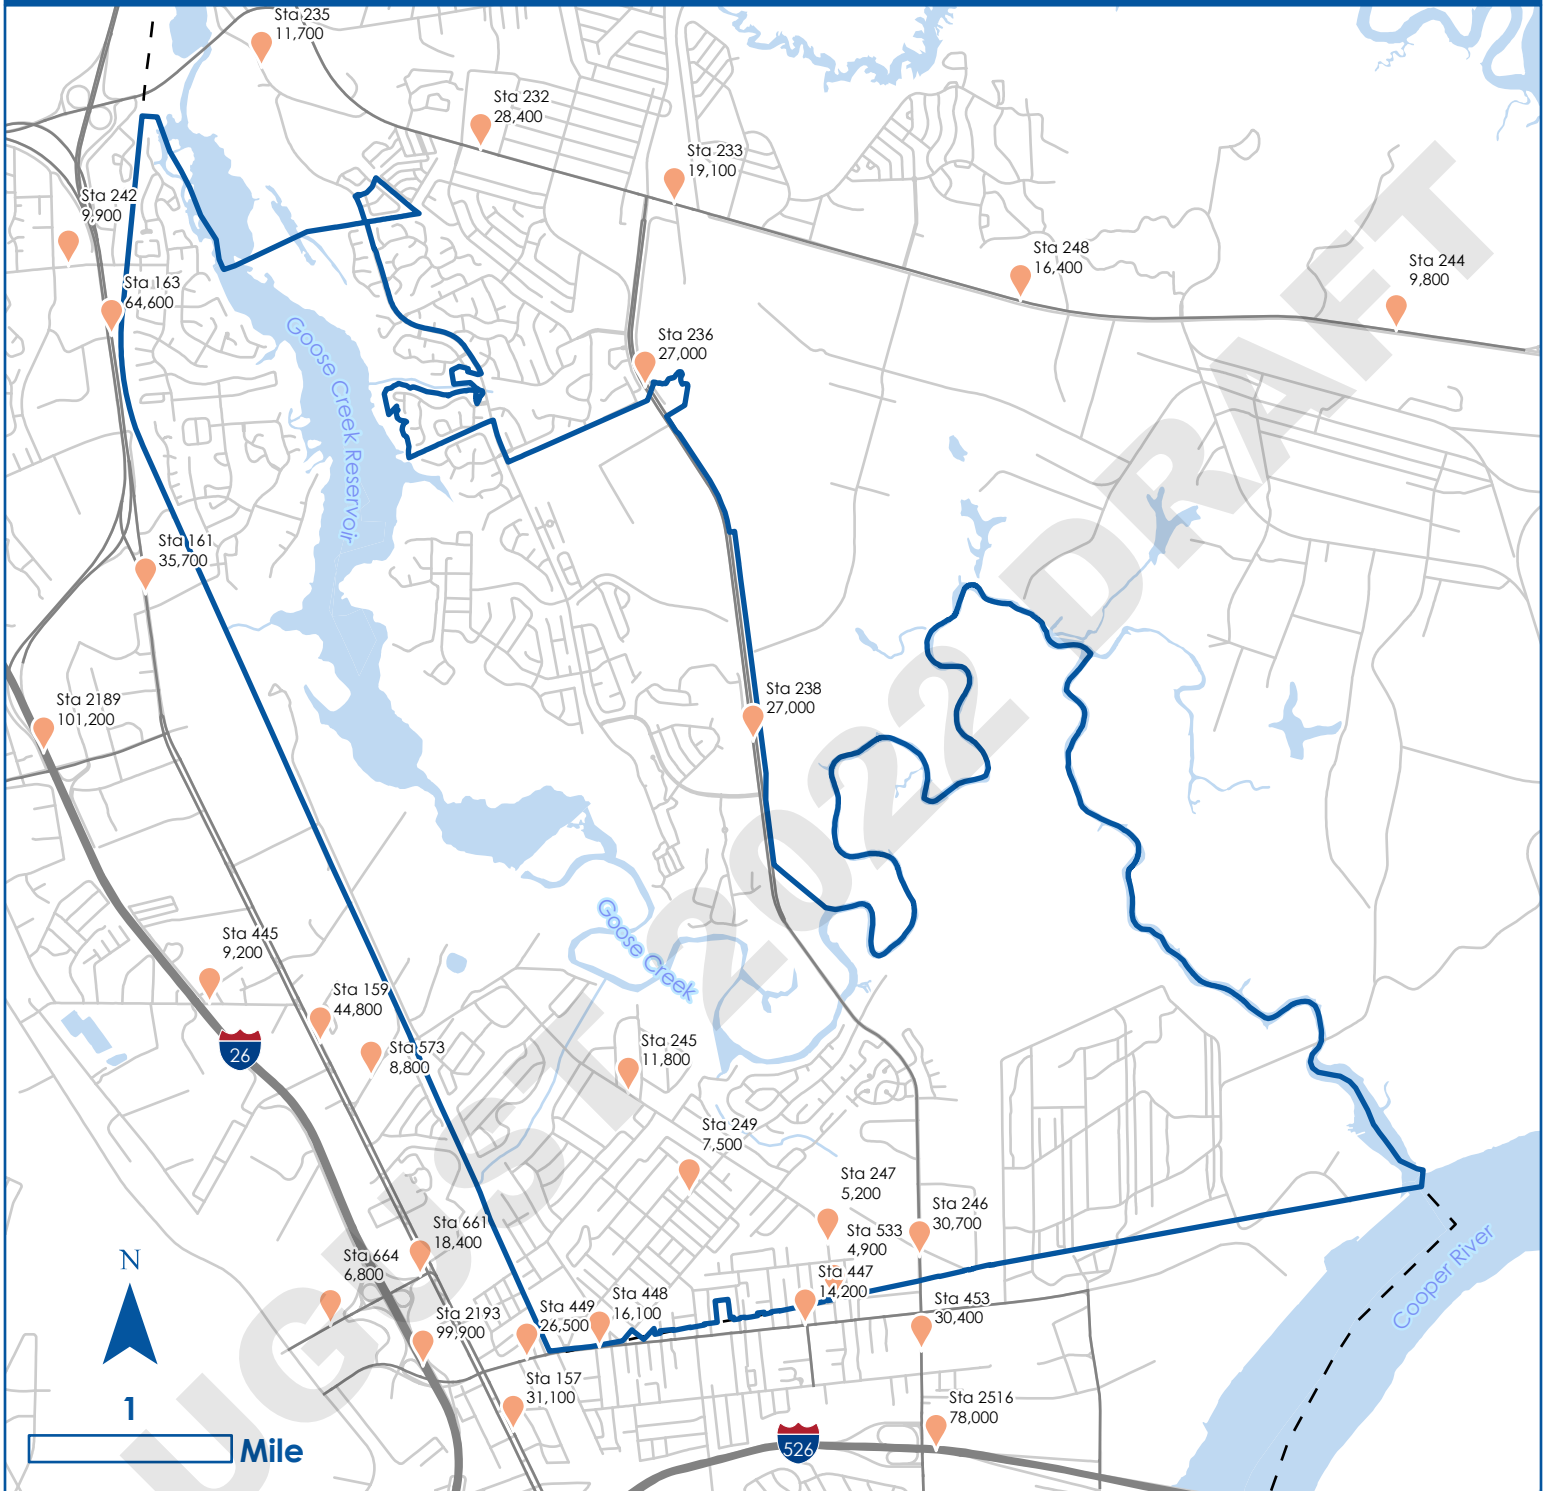 Sta 235
11,700
Sta 232
28,400
Sta 233
19,100
Sta 242
9,900
Sta 248
16,400
Sta 244
9,800
Sta 163
64,600
Sta 236
27,000
Goose Creek Reservoir
Sta 161
35,700
Sta 2189
101,200
Sta 238
27,000
Sta 445
9,200
Goose Creek
Sta 159
44,800
26
Sta 573
8,800
Sta 245
11,800
Sta 249
7,500
Sta 247
5,200
Sta 246
30,700
Sta 661
18,400
Sta 533
4,900
Sta 664
6,800
Sta 447
14,200
Sta 448
16,100
Sta 449
26,500
Sta 453
30,400
Sta 2193
99,900
Cooper River
N
Sta 157
31,100
Sta 2516
78,000
1
Mile
526
UGUST 2022 DRAFT